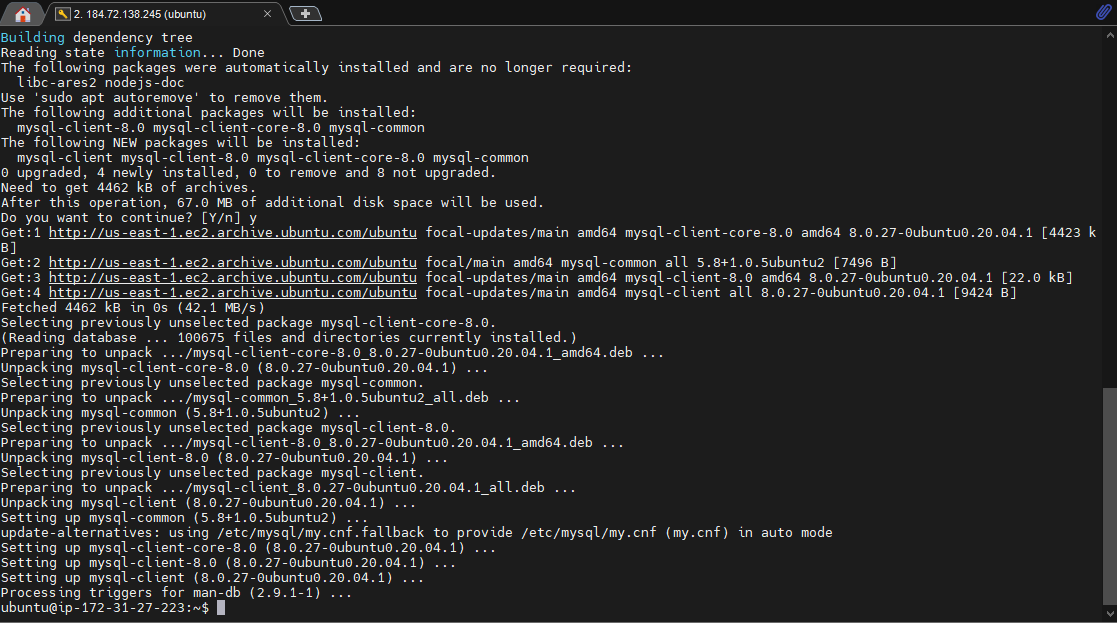 2. 184.72.138.245 (ubuntu)
Building dependency tree
Reading state information... Done
The following packages were automatically installed and are no longer required:
  libc-ares2 nodejs-doc
Use 'sudo apt autoremove' to remove them.
The following additional packages will be installed:
  mysql-client-8.0 mysql-client-core-8.0 mysql-common
The following NEW packages will be installed:
  mysql-client mysql-client-8.0 mysql-client-core-8.0 mysql-common
0 upgraded, 4 newly installed, 0 to remove and 8 not upgraded.
Need to get 4462 kB of archives.
After this operation, 67.0 MB of additional disk space will be used.
Do you want to continue? [Y/n] y
Get:1 http://us-east-1.ec2.archive.ubuntu.com/ubuntu focal-updates/main amd64 mysql-client-core-8.0 amd64 8.0.27-0ubuntu0.20.04.1 [4423 k
B]
Get:2 http://us-east-1.ec2.archive.ubuntu.com/ubuntu focal/main amd64 mysql-common all 5.8+1.0.5ubuntu2 [7496 B]
Get:3 http://us-east-1.ec2.archive.ubuntu.com/ubuntu focal-updates/main amd64 mysql-client-8.0 amd64 8.0.27-0ubuntu0.20.04.1 [22.0 kB]
Get:4 http://us-east-1.ec2.archive.ubuntu.com/ubuntu focal-updates/main amd64 mysql-client all 8.0.27-0ubuntu0.20.04.1 [9424 B]
Fetched 4462 kB in 0s (42.1 MB/s)
Selecting previously unselected package mysql-client-core-8.0.
(Reading database ... 100675 files and directories currently installed.)
Preparing to unpack .../mysql-client-core-8.0_8.0.27-0ubuntu0.20.04.1_amd64.deb ...
Unpacking mysql-client-core-8.0 (8.0.27-0ubuntu0.20.04.1) ...
Selecting previously unselected package mysql-common.
Preparing to unpack .../mysql-common_5.8+1.0.5ubuntu2_all.deb ...
Unpacking mysql-common (5.8+1.0.5ubuntu2) ...
Selecting previously unselected package mysql-client-8.0.
Preparing to unpack .../mysql-client-8.0_8.0.27-0ubuntu0.20.04.1_amd64.deb ...
Unpacking mysql-client-8.0 (8.0.27-0ubuntu0.20.04.1) ...
Selecting previously unselected package mysql-client.
Preparing to unpack .../mysql-client_8.0.27-0ubuntu0.20.04.1_all.deb ...
Unpacking mysql-client (8.0.27-0ubuntu0.20.04.1) ...
Setting up mysql-common (5.8+1.0.5ubuntu2) ...
update-alternatives: using /etc/mysql/my.cnf.fallback to provide /etc/mysql/my.cnf (my.cnf) in auto mode
Setting up mysql-client-core-8.0 (8.0.27-0ubuntu0.20.04.1) ...
Setting up mysql-client-8.0 (8.0.27-0ubuntu0.20.04.1) ...
Setting up mysql-client (8.0.27-0ubuntu0.20.04.1) ...
Processing triggers for man-db (2.9.1-1) ...
ubuntu@ip-172-31-27-223:~$